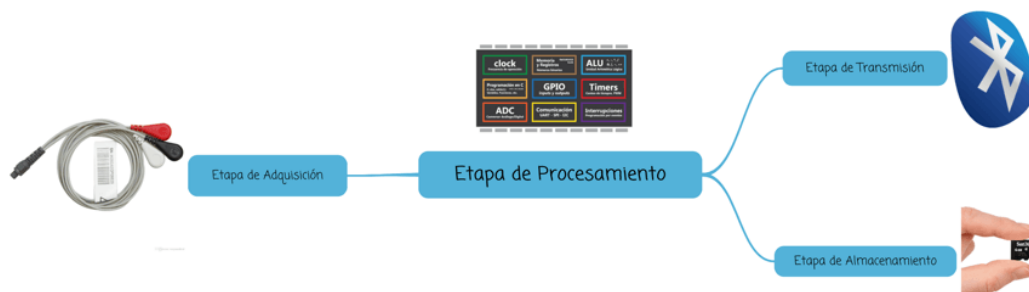 clock
Memoria
y Registros
ALU
Programación en C
GPIO
Timers
ADC
Comunicación
UART - SPI - I2C
Interrupciones
Etapa de Transmisión
Etapa de Adquisición
Etapa de Procesamiento
Etapa de Almacenamiento